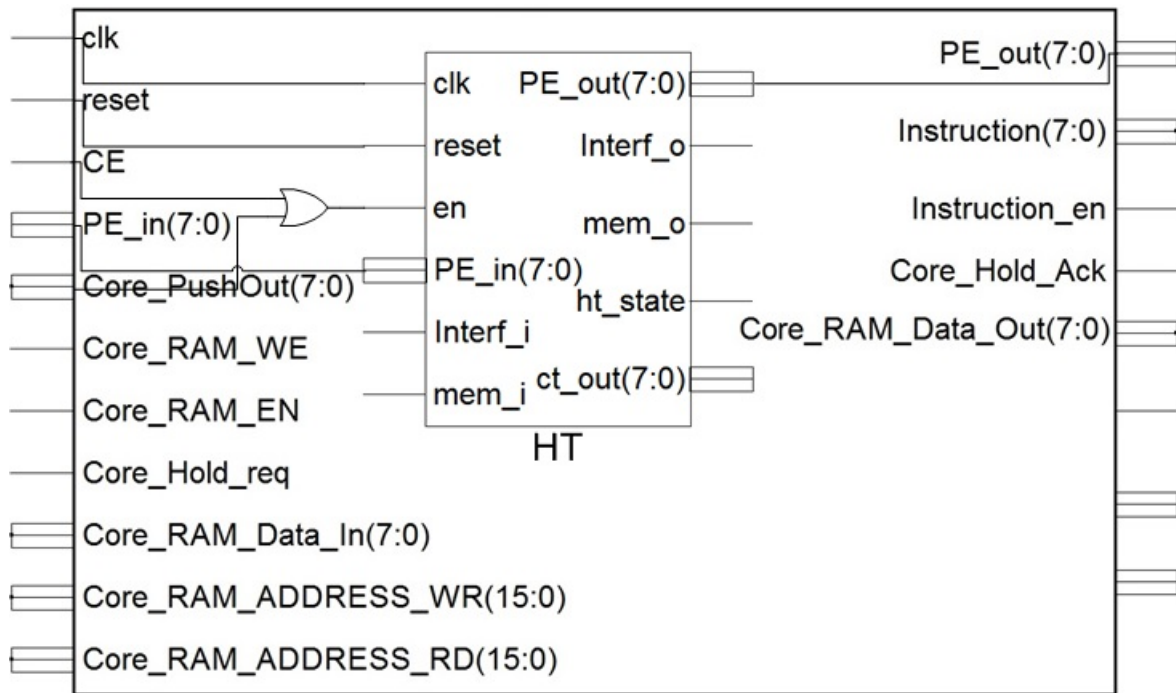 clk
reset
CE
PE_in(7:0)
Core_PushOut(7:0)
Core_RAM_WE
Core_RAM_EN
Core_Hold_req
Core_RAM_Data_In(7:0)
Core_RAM_ADDRESS_WR(15:0)
Core_RAM_ADDRESS_RD(15:0)
clk
reset
en
PE_in(7:0)
Interf_i
mem_i
PE_out(7:0)
Interf_o
mem_o
ht_state
ct_out(7:0)
HT
PE_out(7:0)
Instruction(7:0)
Instruction_en
Core_Hold_Ack
Core_RAM_Data_Out(7:0)